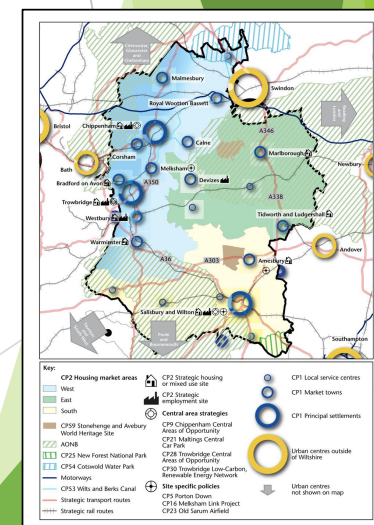 Cirencester,
Gloucester
and
Cheltenham
Malmesbury
Royal Wootton Bassett
Swindon
Bristol
Chippenham
Calne
A346
Corsham
Marlborough
Bath
Melksham
Newbury
Bradford on Avon
A350
Devizes
A338
Trowbridge
Westbury
Tidworth and Ludgershall
Warminster
Andover
A36
A303
Amesbury
Salisbury and Wilton
Poole
and
Bournemouth
Southampton
Key:
CP2 Housing market areas
West
East
South
CP59 Stonehenge and Avebury
World Heritage Site
AONB
CP25 New Forest National Park
CP54 Cotswold Water Park
Motorways
CP53 Wilts and Berks Canal
Strategic transport routes
Strategic rail routes
CP2 Strategic housing
or mixed use site
CP2 Strategic
employment site
Central area strategies
CP9 Chippenham Central
Areas of Opportunity
CP21 Maltings Central
Car Park
CP28 Trowbridge Central
Areas of Opportunity
CP30 Trowbridge Low-Carbon,
Renewable Energy Network
Site specific policies
CP5 Porton Down
CP16 Melksham Link Project
CP23 Old Sarum Airfield
CP1 Local service centres
CP1 Market towns
CP1 Principal settlements
Urban centres outside
of Wiltshire
Urban centres
not shown on map